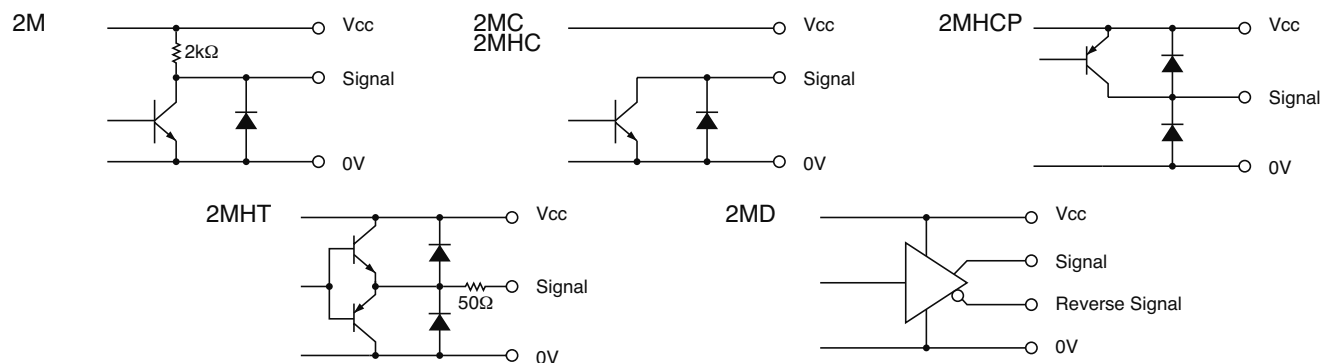 2M
Vcc
2kΩ
Signal
0V
2MC
2MHC
Vcc
Signal
0V
2MHCP
Vcc
Signal
0V
2MHT
Vcc
Signal
50Ω
0V
2MD
Vcc
Signal
Reverse Signal
0V